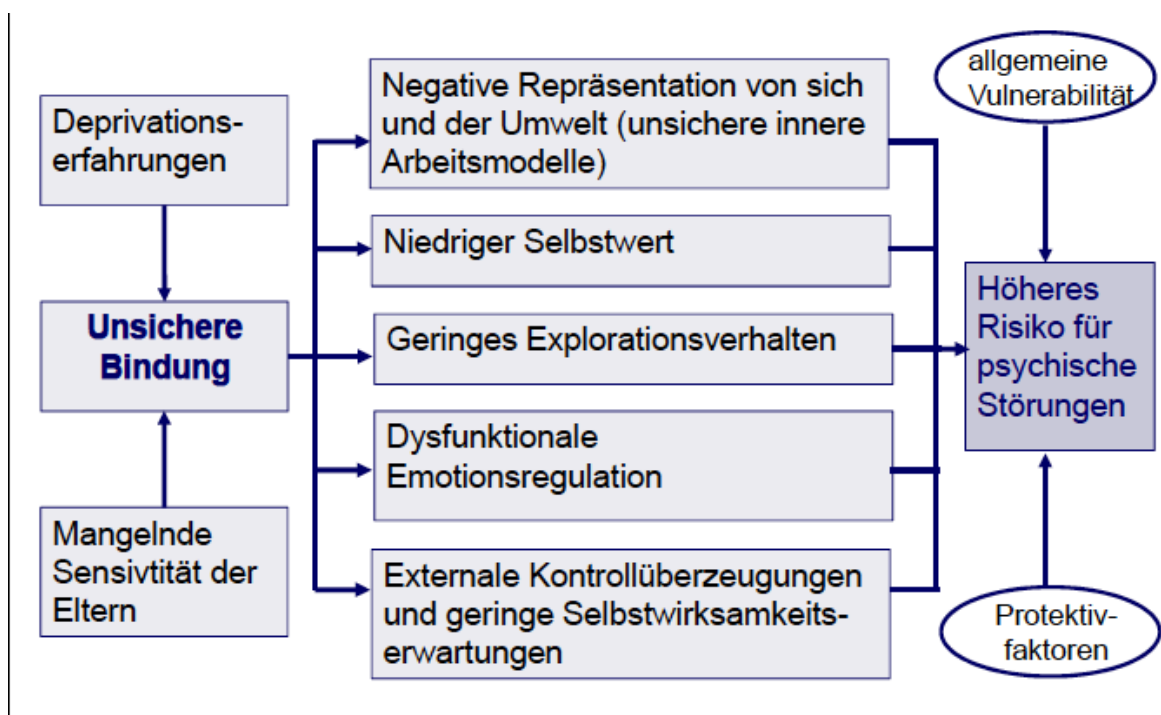 Deprivations-
erfahrungen
Unsichere
Bindung
Mangelnde
Sensivtität der
Eltern
Negative Repräsentation von sich
und der Umwelt (unsichere innere
Arbeitsmodelle)
Niedriger Selbstwert
Geringes Explorationsverhalten
Dysfunktionale
Emotionsregulation
Externale Kontrollüberzeugungen
und geringe Selbstwirksamkeits-
erwartungen
allgemeine
Vulnerabilität
Höheres
Risiko für
psychische
Störungen
Protektiv-
faktoren